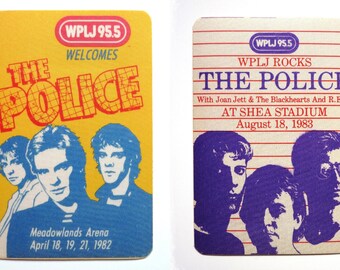 WPLJ 95.5
WELCOMES
THE
POLICE
Meadowlands Arena
April 18, 19, 21, 1982
WPLJ 95.5
WPLJ ROCKS
THE POLICE
With Joan Jett & The Blackhearts And R.E
AT SHEA STADIUM
August 18, 1983